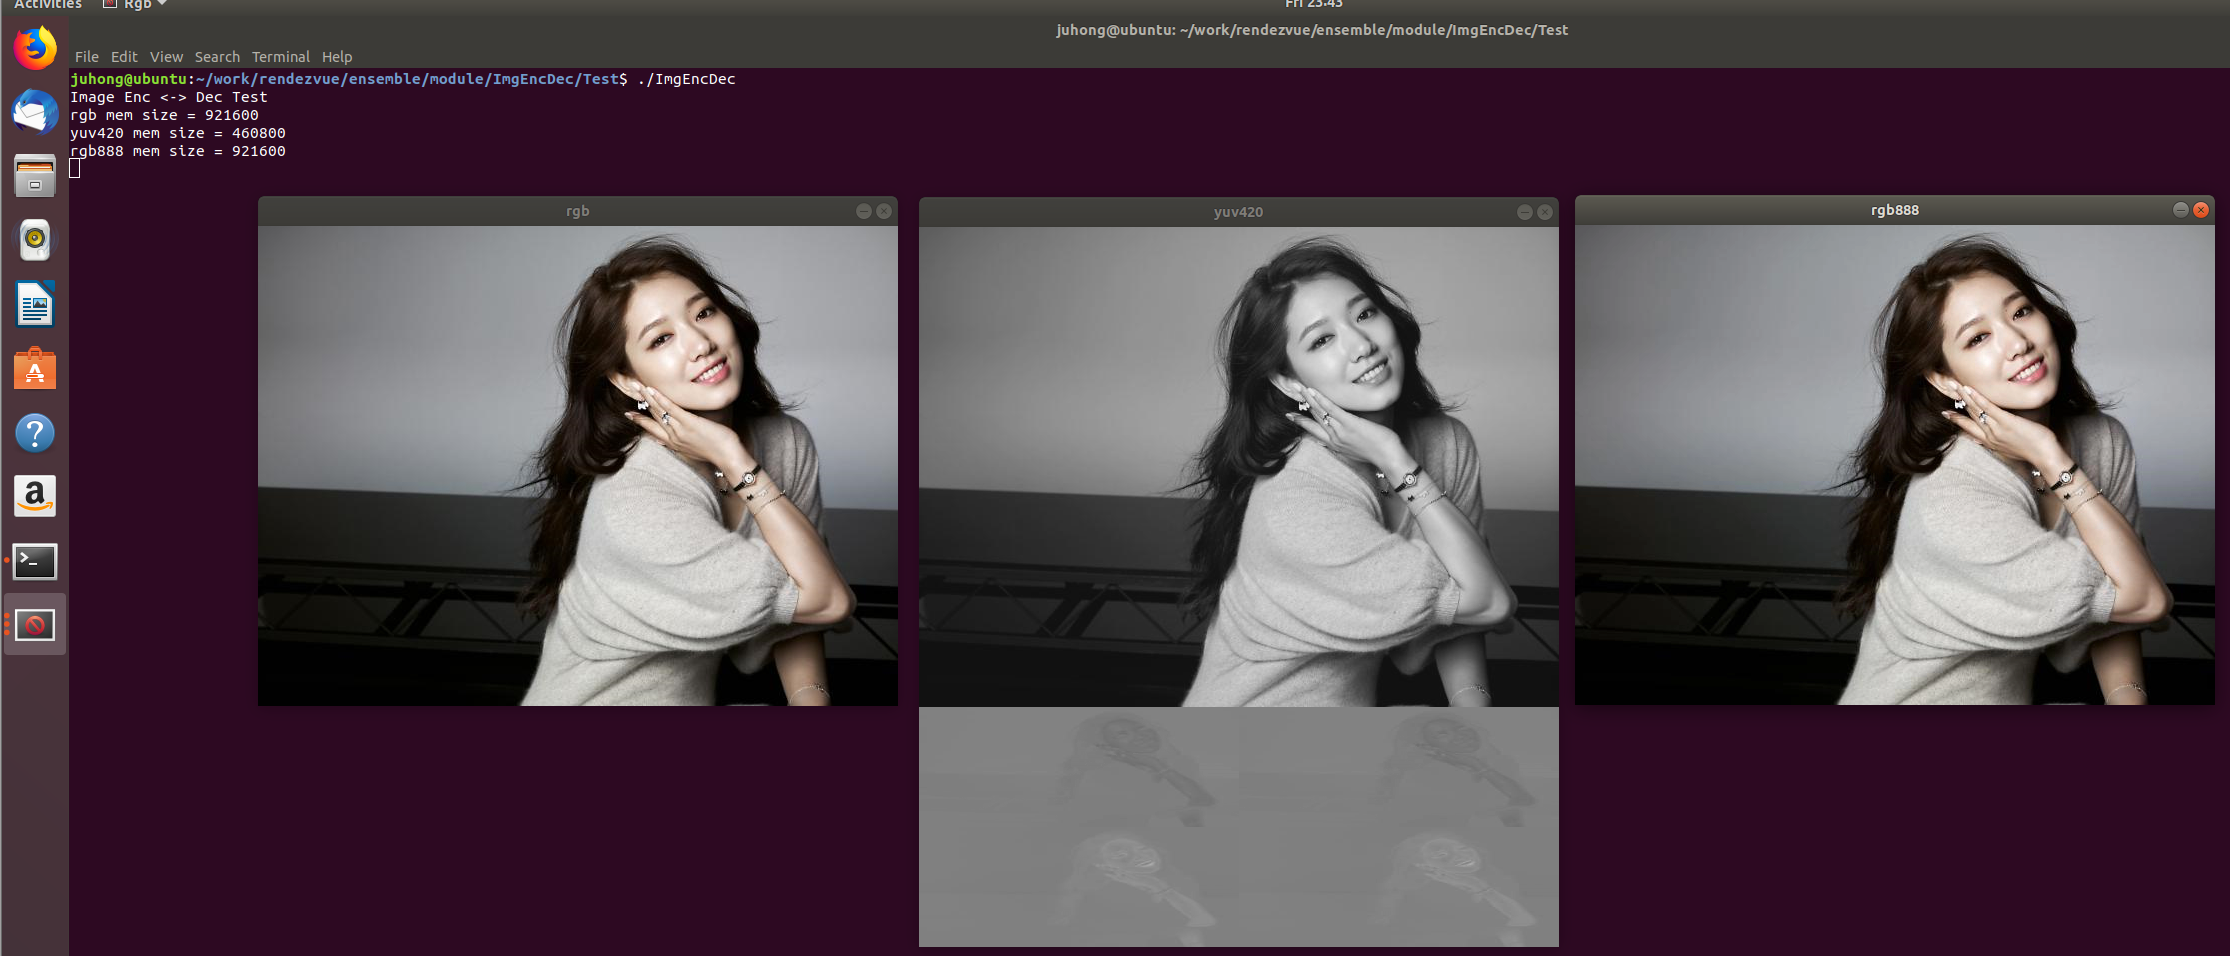 Activities Rgb Fri 23:43
juhong@ubuntu: ~/work/rendezvue/ensemble/module/ImgEncDec/Test
File Edit View Search Terminal Help
juhong@ubuntu:~/work/rendezvue/ensemble/module/ImgEncDec/Test$ ./ImgEncDec
Image Enc <-> Dec Test
rgb mem size = 921600
yuv420 mem size = 460800
rgb888 mem size = 921600
rgb
yuv420
rgb888